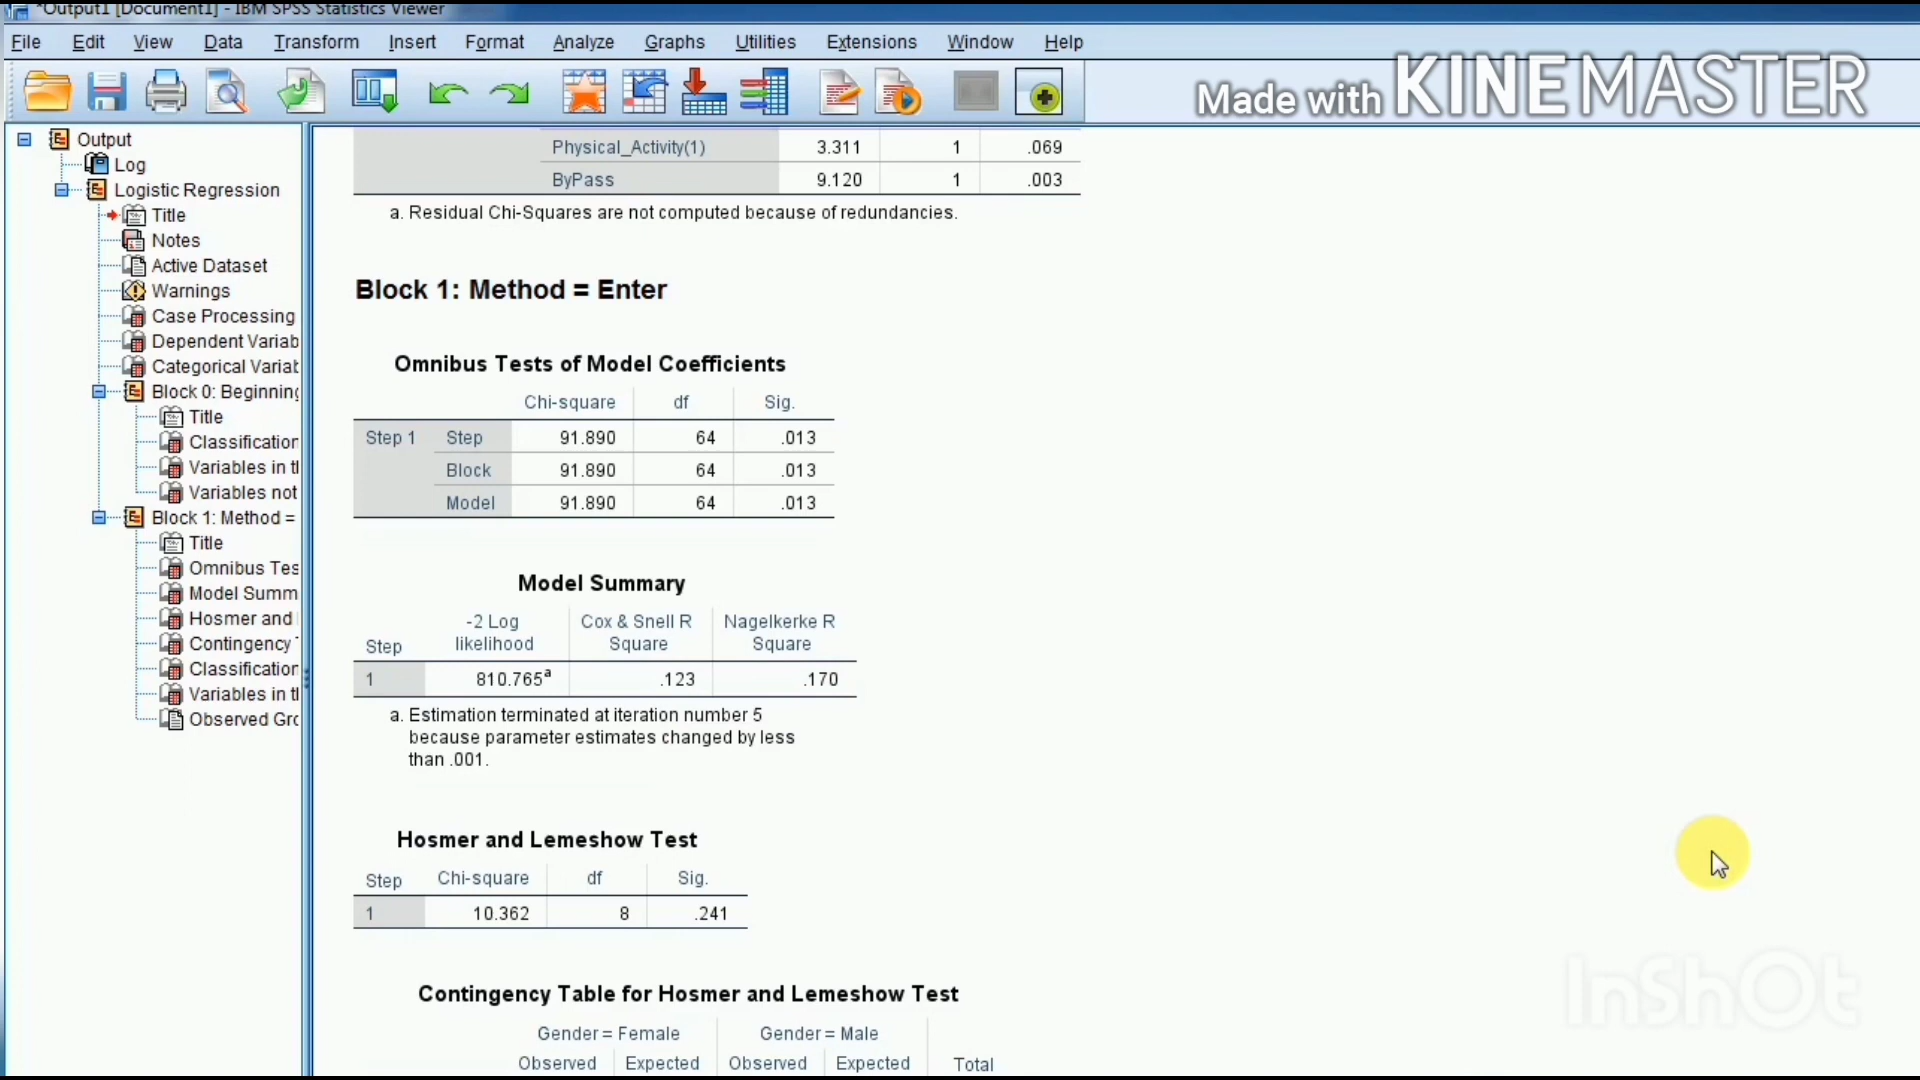 *Output1 [Document1] - IBM SPSS Statistics Viewer
File Edit View Data Transform Insert Format Analyze Graphs Utilities Extensions Window Help
Made with KINEMASTER
Output
Log
Logistic Regression
Title
Notes
Active Dataset
Warnings
Case Processing
Dependent Variab
Categorical Variat
Block 0: Beginning
Title
Classification
Variables in tl
Variables not
Block 1: Method =
Title
Omnibus Tes
Model Summ
Hosmer and
Contingency
Classification
Variables in tl
Observed Gro
Physical_Activity(1) 3.311 1 .069
ByPass 9.120 1 .003
a. Residual Chi-Squares are not computed because of redundancies.
Block 1: Method = Enter
Omnibus Tests of Model Coefficients
Chi-square df Sig.
Step 1 Step 91.890 64 .013
Block 91.890 64 .013
Model 91.890 64 .013
Model Summary
Step -2 Log likelihood Cox & Snell R Square Nagelkerke R Square
1 810.765a .123 .170
a. Estimation terminated at iteration number 5
because parameter estimates changed by less
than .001.
Hosmer and Lemeshow Test
Step Chi-square df Sig.
1 10.362 8 .241
Contingency Table for Hosmer and Lemeshow Test
Gender = Female Gender = Male
Observed Expected Observed Expected Total
InShOt